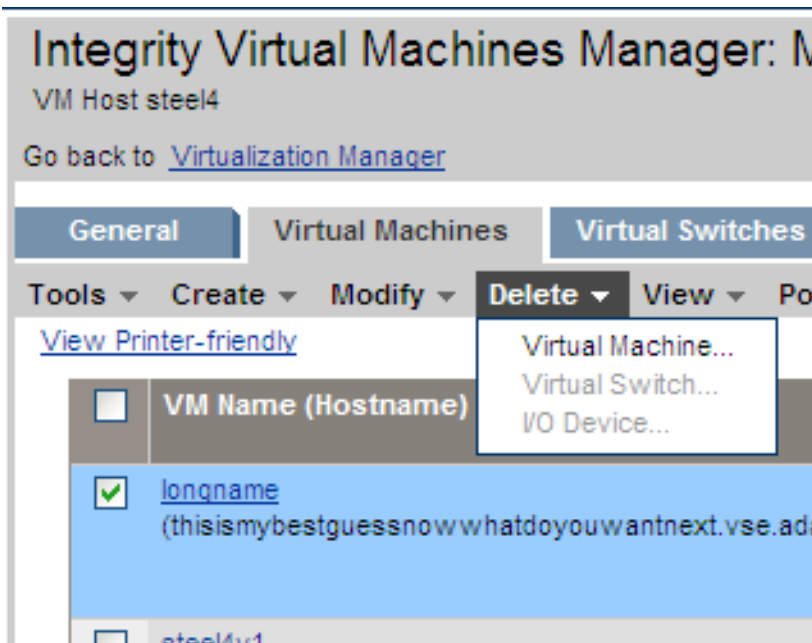 Integrity Virtual Machines Manager:
VM Host steel4
Go back to Virtualization Manager
General Virtual Machines Virtual Switches
Tools Create Modify Delete View
View Printer-friendly
Virtual Machine...
Virtual Switch...
I/O Device...
VM Name (Hostname)
longname
(thisismybestguessnowwhatdoyouwantnext.vse.ada
steel4v1